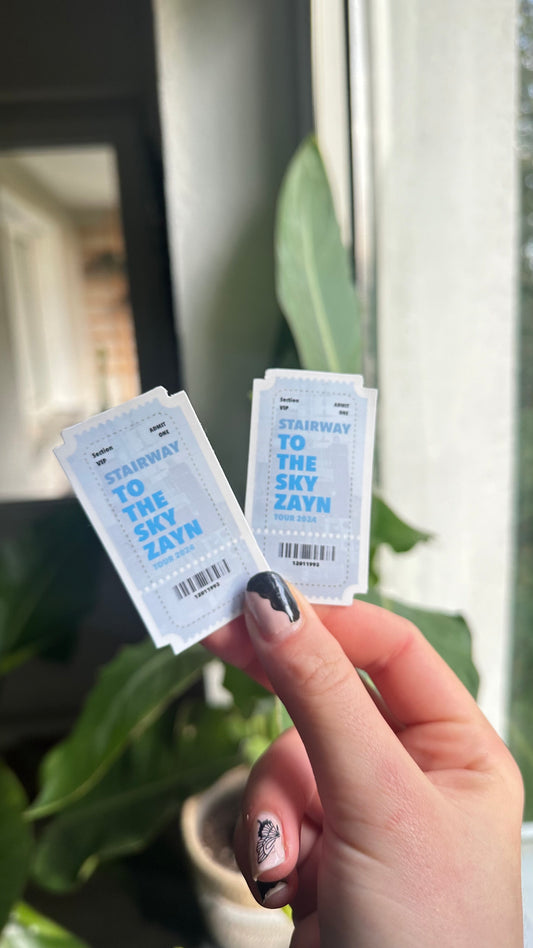 Section
VIP
ADMIT
ONE
STAIRWAY
TO
THE
SKY
ZAYN
TOUR 2024
12011993
Section
VIP
ADMIT
ONE
STAIRWAY
TO
THE
SKY
ZAYN
TOUR 2024
12011993